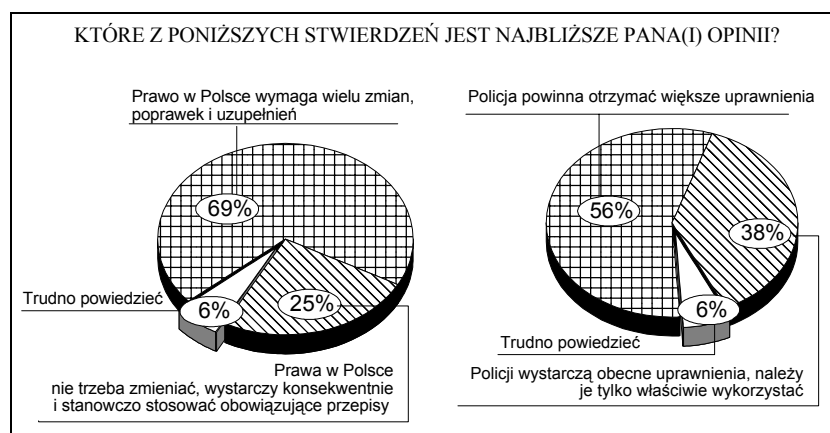 KTÓRE Z PONIŻSZYCH STWIERDZEŃ JEST NAJBLIŻSZE PANA(I) OPINII?
Prawo w Polsce wymaga wielu zmian,
poprawek i uzupełnień
69%
Trudno powiedzieć
6%
25%
Prawa w Polsce
nie trzeba zmieniać, wystarczy konsekwentnie
i stanowczo stosować obowiązujące przepisy
Policja powinna otrzymać większe uprawnienia
56%
38%
6%
Trudno powiedzieć
Policji wystarczą obecne uprawnienia, należy
je tylko właściwie wykorzystać